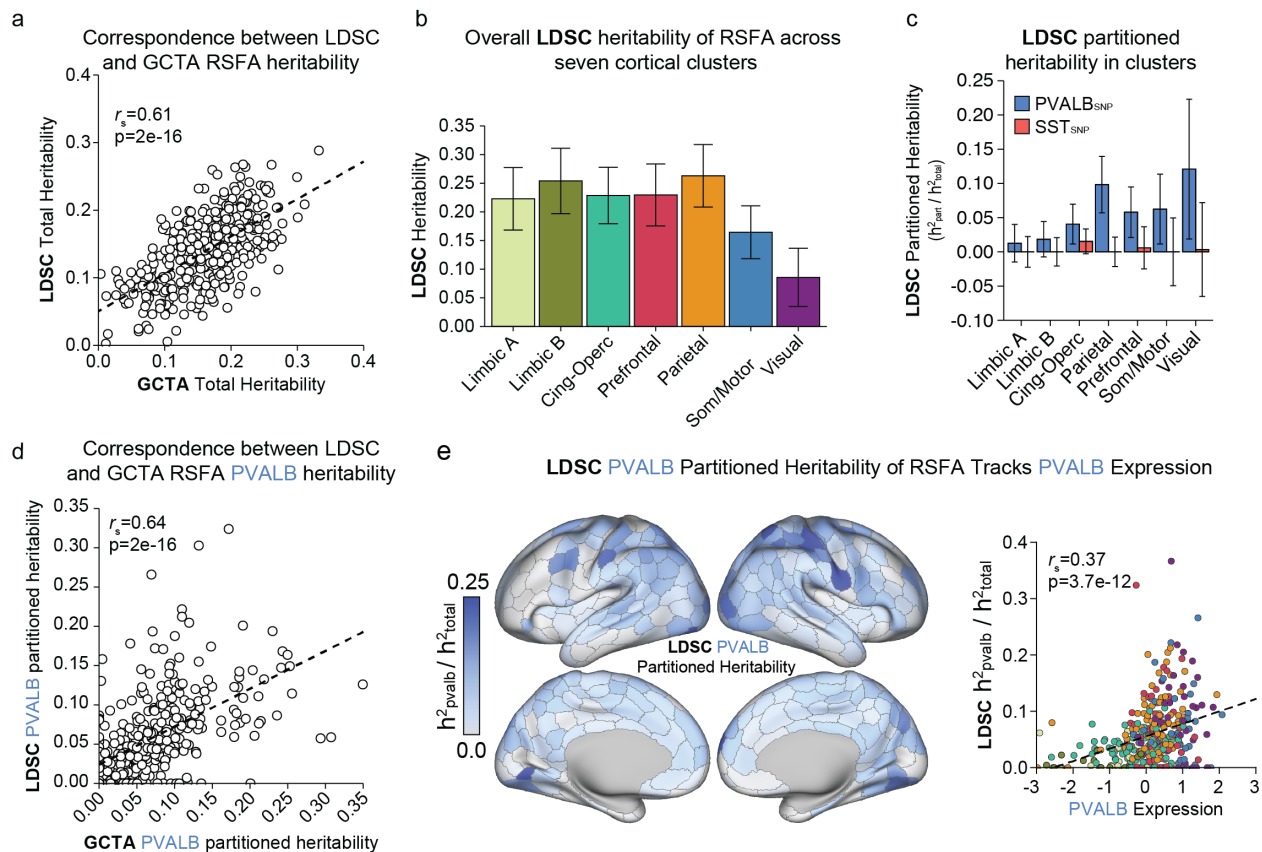 a
Correspondence between LDSC
and GCTA RSFA heritability
LDSC Total Heritability
0.4
0.3
0.2
0.1
0.0
rs=0.61
p=2e-16
0.0 0.1 0.2 0.3 0.4
GCTA Total Heritability
b
Overall LDSC heritability of RSFA across
seven cortical clusters
LDSC Heritability
0.35
0.30
0.25
0.20
0.15
0.10
0.05
0.00
Limbic A
Limbic B
Cing-Operc
Prefrontal
Parietal
Som/Motor
Visual
c
LDSC partitioned
heritability in clusters
LDSC Partitioned Heritability
(h2part / h2total)
0.25
0.20
0.15
0.10
0.05
0.00
-0.05
-0.10
PVALBSNP
SSTSNP
Limbic A
Limbic B
Cing-Operc
Parietal
Prefrontal
Som/Motor
Visual
d
Correspondence between LDSC
and GCTA RSFA PVALB heritability
LDSC PVALB partitioned heritability
0.35
0.30
0.25
0.20
0.15
0.10
0.05
0.00
rs=0.64
p=2e-16
0.00 0.05 0.10 0.15 0.20 0.25 0.30 0.35
GCTA PVALB partitioned heritability
e
LDSC PVALB Partitioned Heritability of RSFA Tracks PVALB Expression
0.25
h2pvalb / h2total
0.0
LDSC PVALB
Partitioned Heritability
LDSC h2pvalb / h2total
0.4
0.3
0.2
0.1
0.0
rs=0.37
p=3.7e-12
-3 -2 -1 0 1 2 3
PVALB Expression